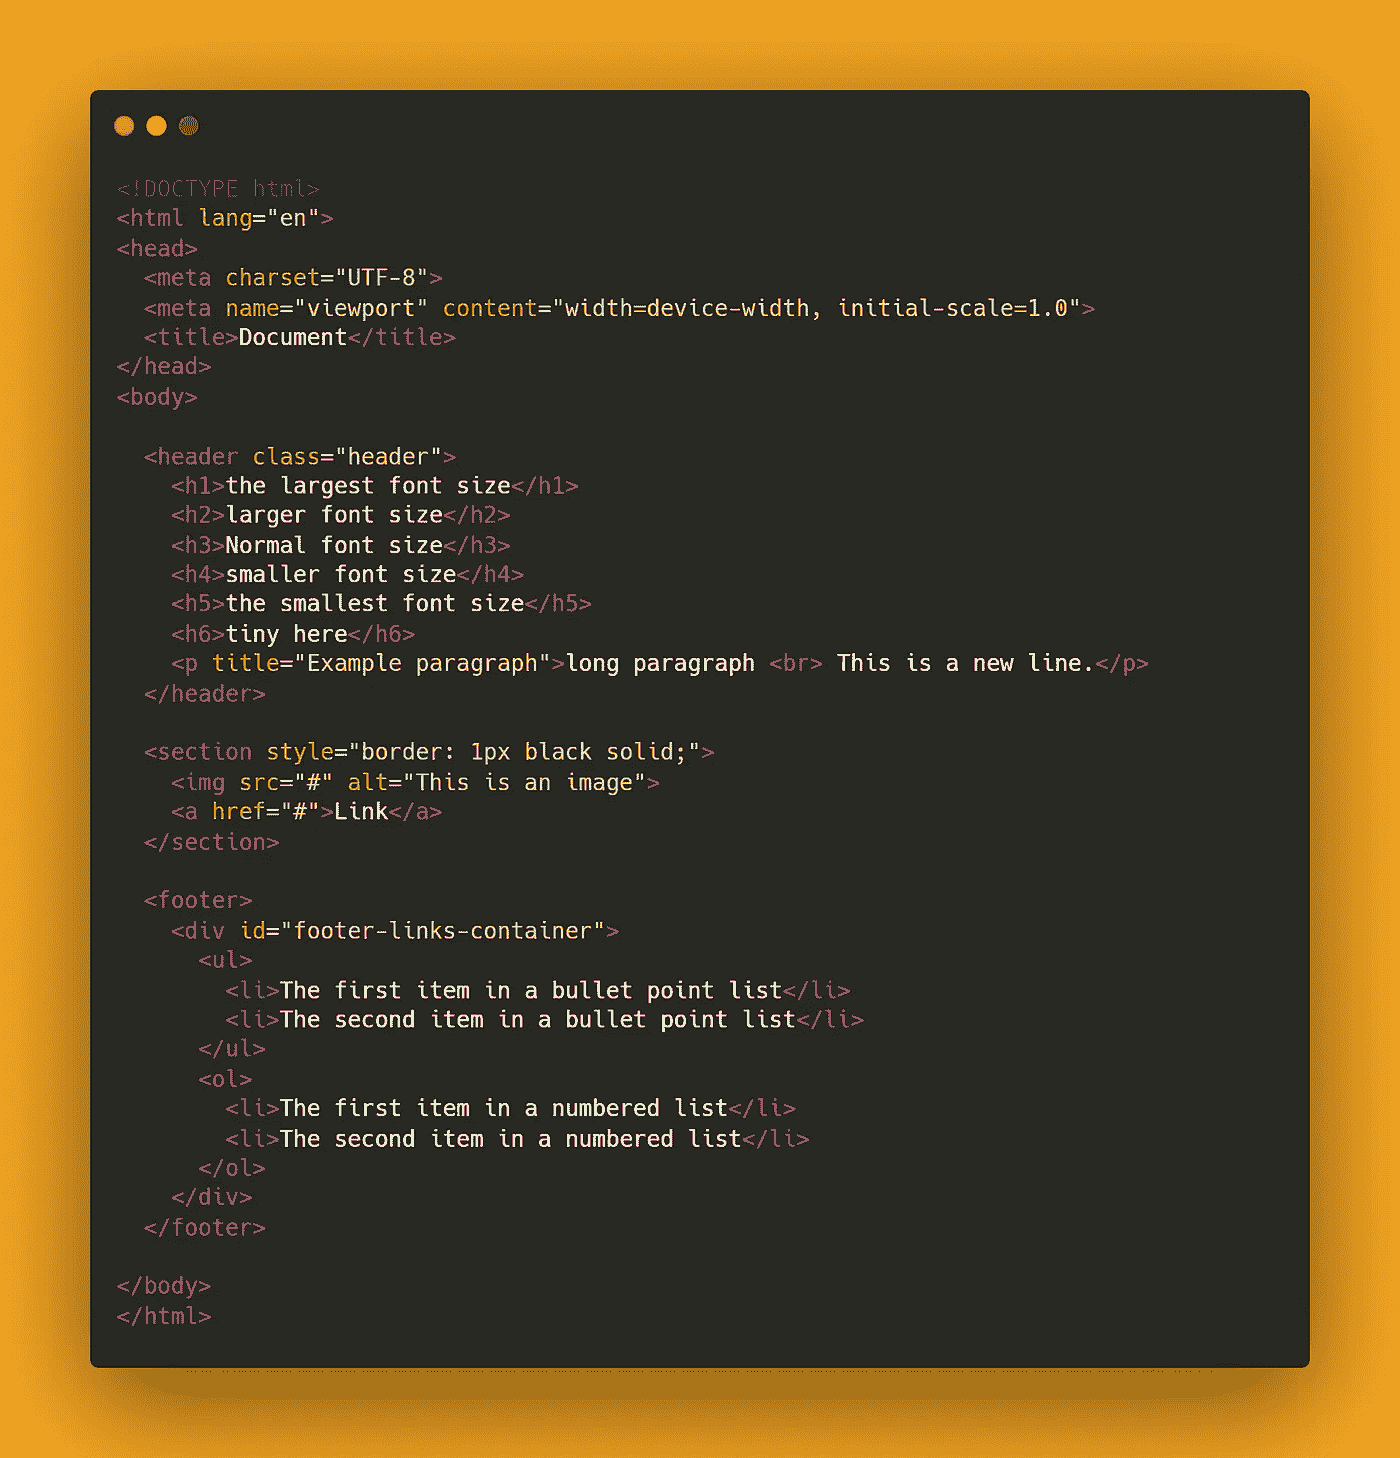 <!DOCTYPE html>
<html lang="en">
<head>
  <meta charset="UTF-8">
  <meta name="viewport" content="width=device-width, initial-scale=1.0">
  <title>Document</title>
</head>
<body>

  <header class="header">
    <h1>the largest font size</h1>
    <h2>larger font size</h2>
    <h3>Normal font size</h3>
    <h4>smaller font size</h4>
    <h5>the smallest font size</h5>
    <h6>tiny here</h6>
    <p title="Example paragraph">long paragraph <br> This is a new line.</p>
  </header>

  <section style="border: 1px black solid;">
    <img src="#" alt="This is an image">
    <a href="#">Link</a>
  </section>

  <footer>
    <div id="footer-links-container">
      <ul>
        <li>The first item in a bullet point list</li>
        <li>The second item in a bullet point list</li>
      </ul>
      <ol>
        <li>The first item in a numbered list</li>
        <li>The second item in a numbered list</li>
      </ol>
    </div>
  </footer>

</body>
</html>